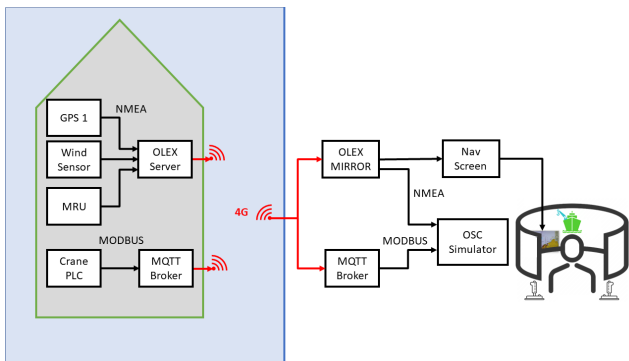 GPS 1
NMEA
Wind
Sensor
OLEX
Server
MRU
MODBUS
Crane
PLC
MQTT
Broker
4G
OLEX
MIRROR
Nav
Screen
NMEA
MODBUS
OSC
Simulator
MQTT
Broker